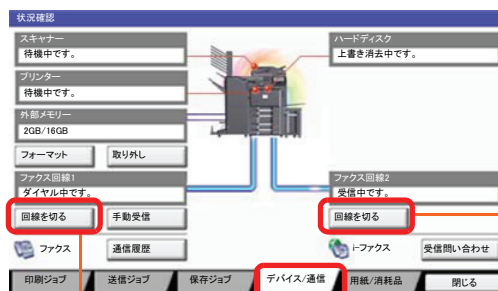 状況確認
スキャナー
待機中です。
プリンター
待機中です。
外部メモリー
2GB/16GB
フォーマット 取り外し
ファクス回線1
ダイヤル中です。
回線を切る 手動受信
ファクス 通信履歴
ハードディスク
上書き消去中です。
ファクス回線2
受信中です。
回線を切る
i-ファクス 受信問い合わせ
印刷ジョブ 送信ジョブ 保存ジョブ デバイス/通信 用紙/消耗品 閉じる